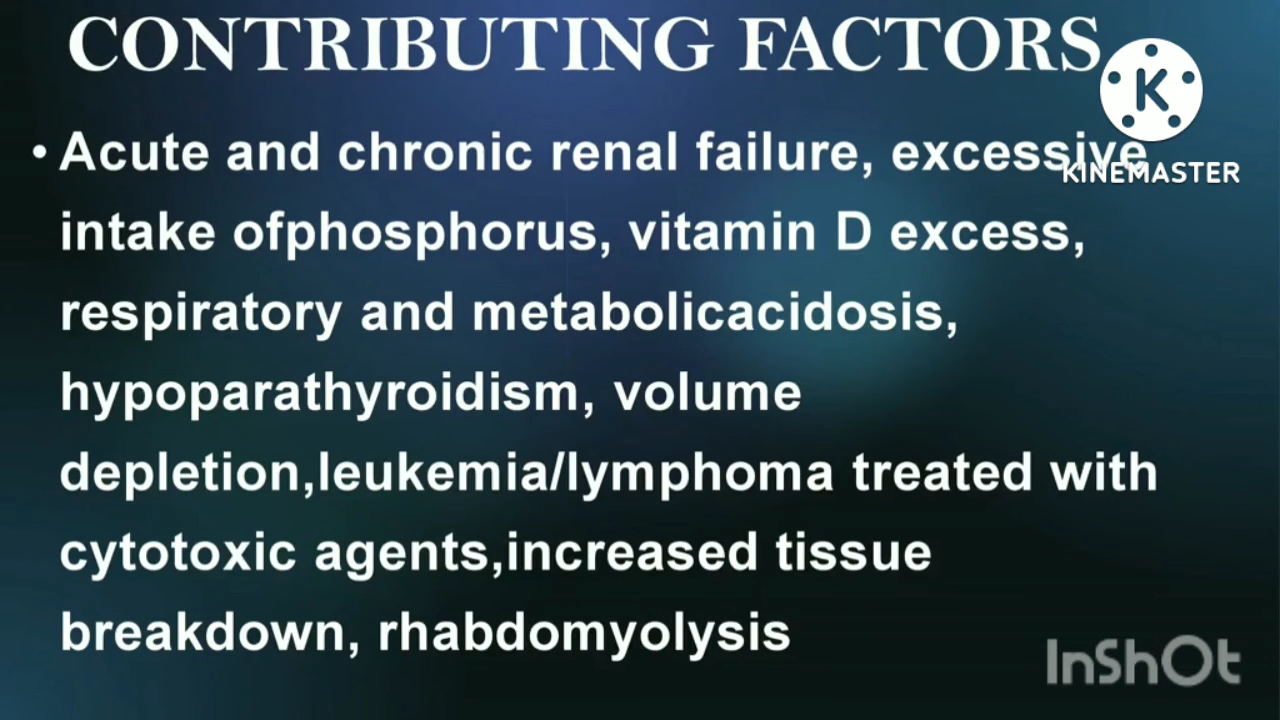 CONTRIBUTING FACTORS
• Acute and chronic renal failure, excessive
intake ofphosphorus, vitamin D excess,
respiratory and metabolicacidosis,
hypoparathyroidism, volume
depletion,leukemia/lymphoma treated with
cytotoxic agents,increased tissue
breakdown, rhabdomyolysis
K
KINEMASTER
InShOt